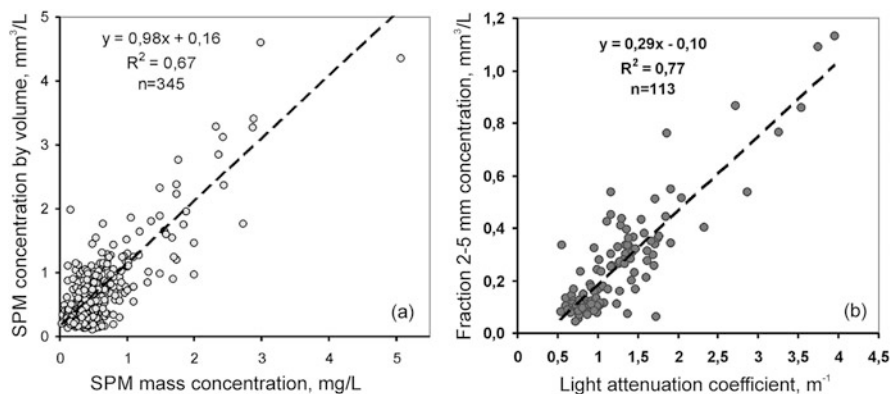 SPM concentration by volume, mm³/L
5
4
3
2
1
0
y = 0,98x + 0,16
R² = 0,67
n=345
(a)
0 1 2 3 4 5
SPM mass concentration, mg/L
Fraction 2-5 mm concentration, mm³/L
1,2
1,0
0,8
0,6
0,4
0,2
0,0
y = 0,29x - 0,10
R² = 0,77
n=113
(b)
0 0,5 1 1,5 2 2,5 3 3,5 4 4,5
Light attenuation coefficient, m⁻¹